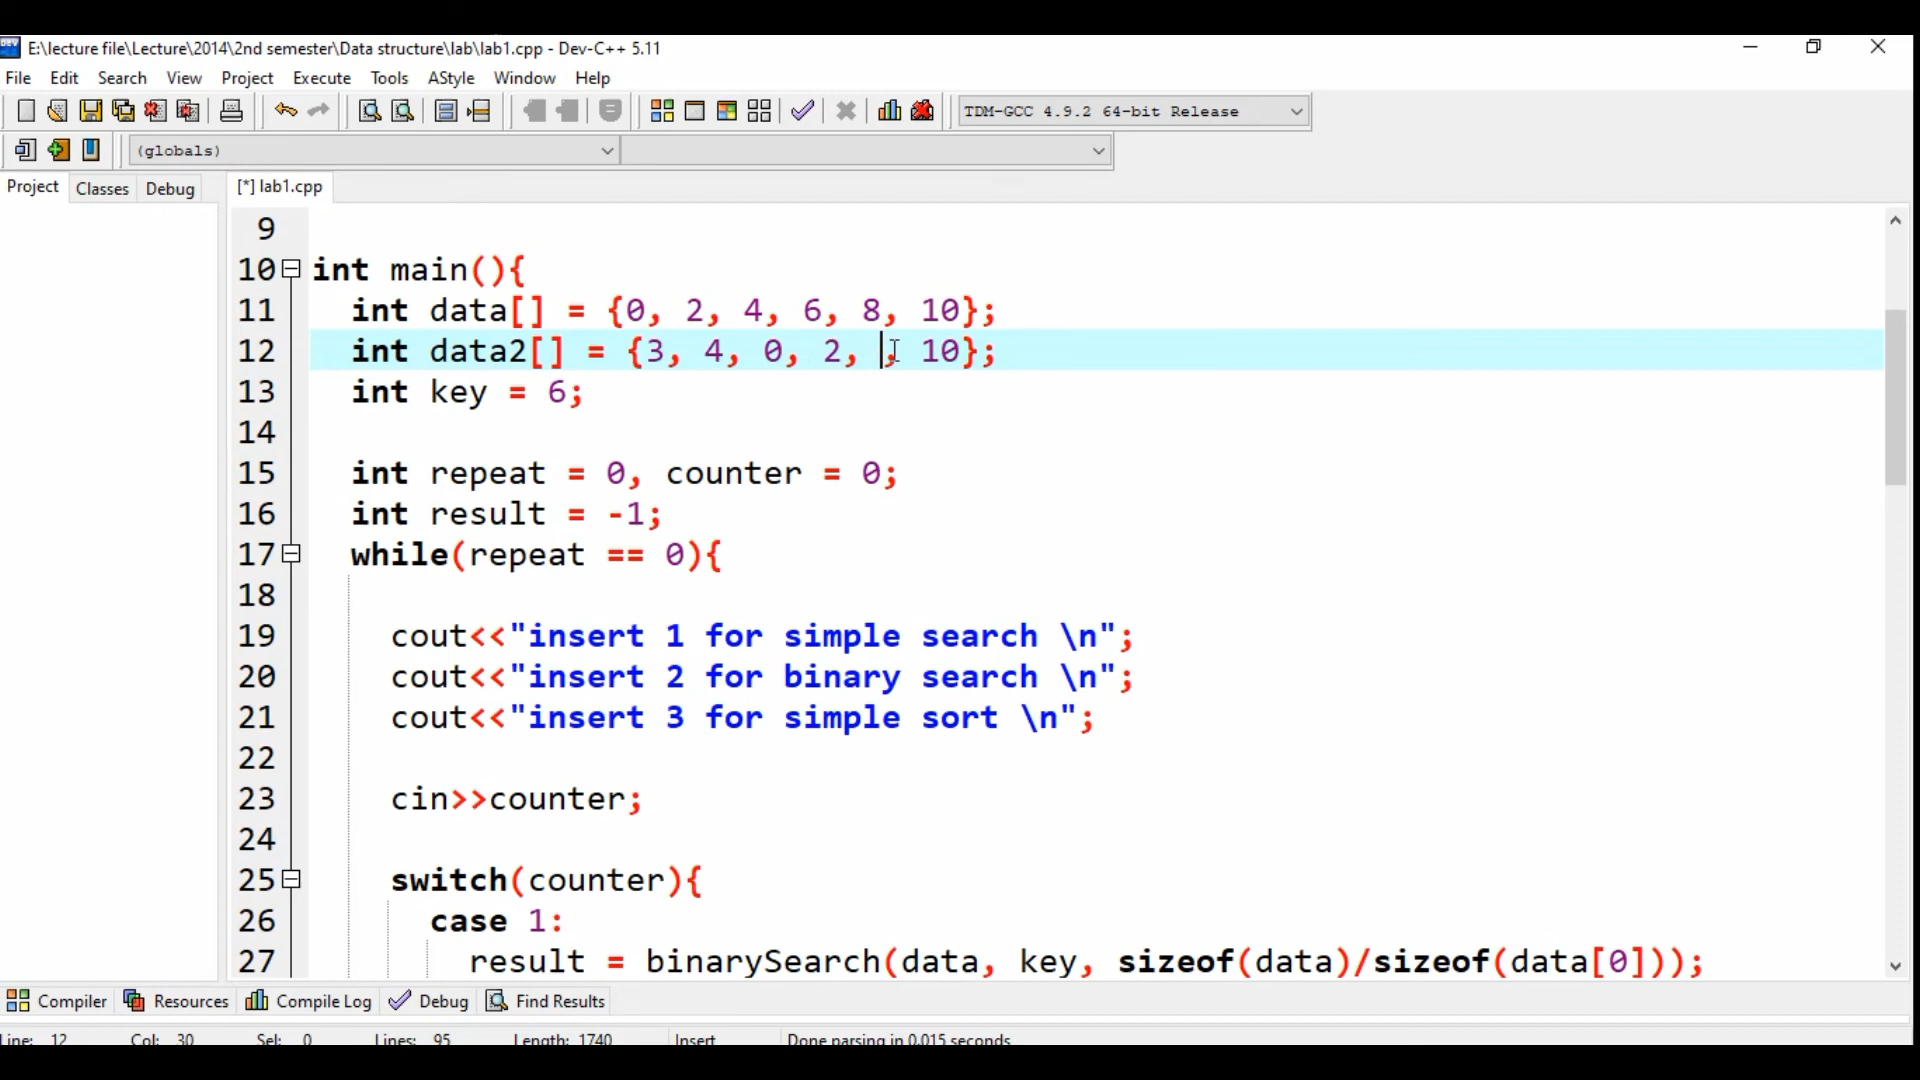 E:\lecture file\Lecture\2014\2nd semester\Data structure\lab\lab1.cpp - Dev-C++ 5.11
File Edit Search View Project Execute Tools AStyle Window Help
TDM-GCC 4.9.2 64-bit Release
(globals)
Project Classes Debug [*] lab1.cpp
9
10 int main(){
11 int data[] = {0, 2, 4, 6, 8, 10};
12 int data2[] = {3, 4, 0, 2, , 10};
13 int key = 6;
14
15 int repeat = 0, counter = 0;
16 int result = -1;
17 while(repeat == 0){
18
19 cout<<"insert 1 for simple search \n";
20 cout<<"insert 2 for binary search \n";
21 cout<<"insert 3 for simple sort \n";
22
23 cin>>counter;
24
25 switch(counter){
26 case 1:
27 result = binarySearch(data, key, sizeof(data)/sizeof(data[0]));
Compiler Resources Compile Log Debug Find Results
Line: 12 Col: 30 Sel: 0 Lines: 95 Length: 1740 Insert Done parsing in 0.015 seconds